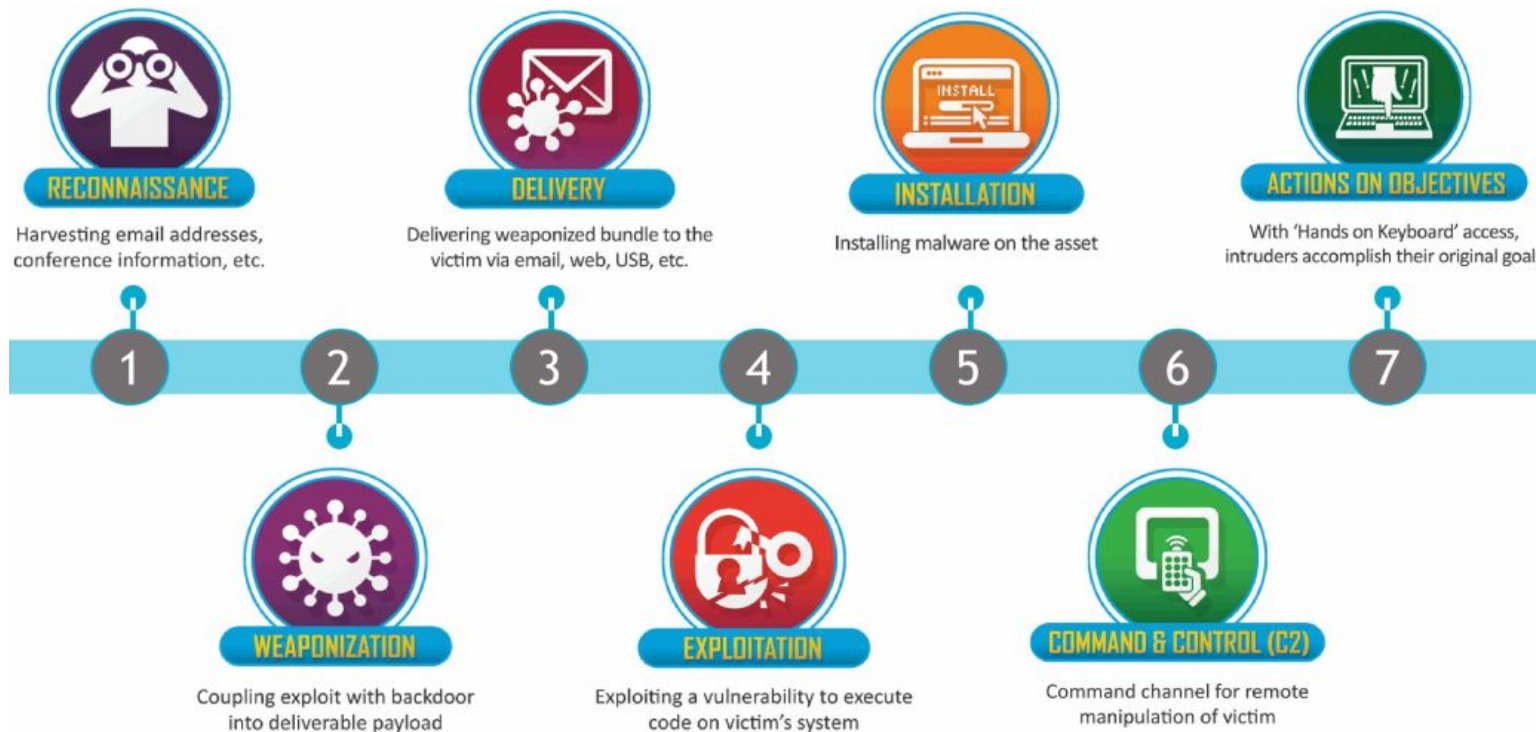 RECONNAISSANCE
Harvesting email addresses,
conference information, etc.
1
WEAPONIZATION
Coupling exploit with backdoor
into deliverable payload
2
DELIVERY
Delivering weaponized bundle to the
victim via email, web, USB, etc.
3
EXPLOITATION
Exploiting a vulnerability to execute
code on victim's system
4
INSTALL
INSTALLATION
Installing malware on the asset
5
COMMAND & CONTROL (C2)
Command channel for remote
manipulation of victim
6
ACTIONS ON OBJECTIVES
With 'Hands on Keyboard' access,
intruders accomplish their original goal
7